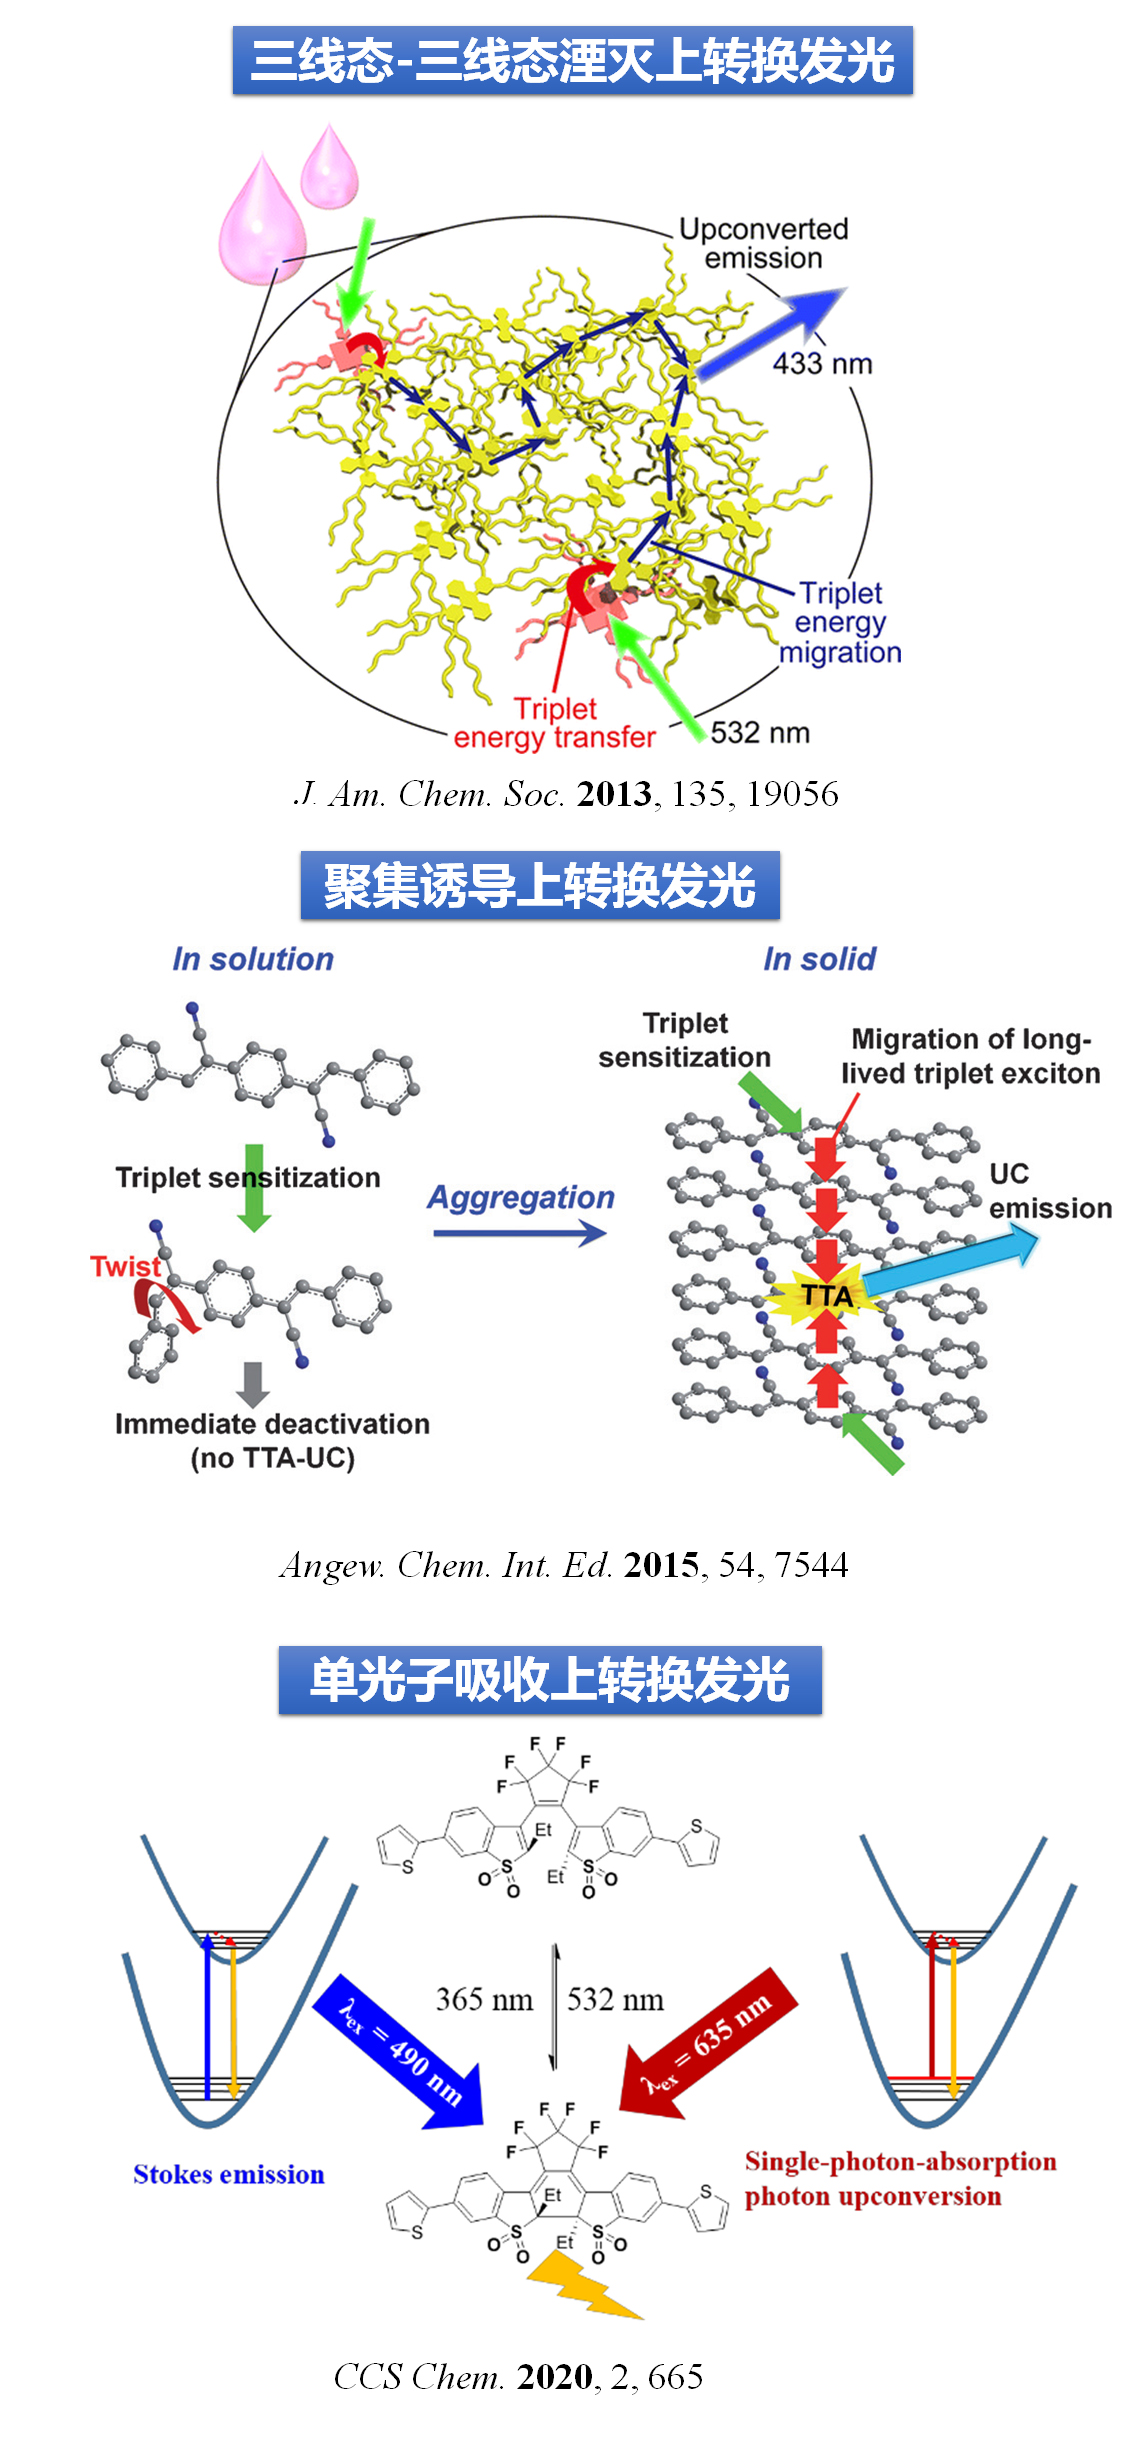 三线态-三线态湮灭上转换发光
Upconverted
emission
433 nm
Triplet
energy
migration
Triplet
energy transfer
532 nm
J. Am. Chem. Soc. 2013, 135, 19056
聚集诱导上转换发光
In solution
In solid
Triplet
sensitization
Migration of long-
lived triplet exciton
Triplet sensitization
Aggregation
UC
emission
Twist
TTA
Immediate deactivation
(no TTA-UC)
Angew. Chem. Int. Ed. 2015, 54, 7544
单光子吸收上转换发光
F F
F F
F F
S Et S
S Et S
O O O O
365 nm 532 nm
λex = 490 nm
λex = 635 nm
F F
F F
F F
Stokes emission
Single-photon-absorption
photon upconversion
S Et S
S Et S
O O O O
CCS Chem. 2020, 2, 665